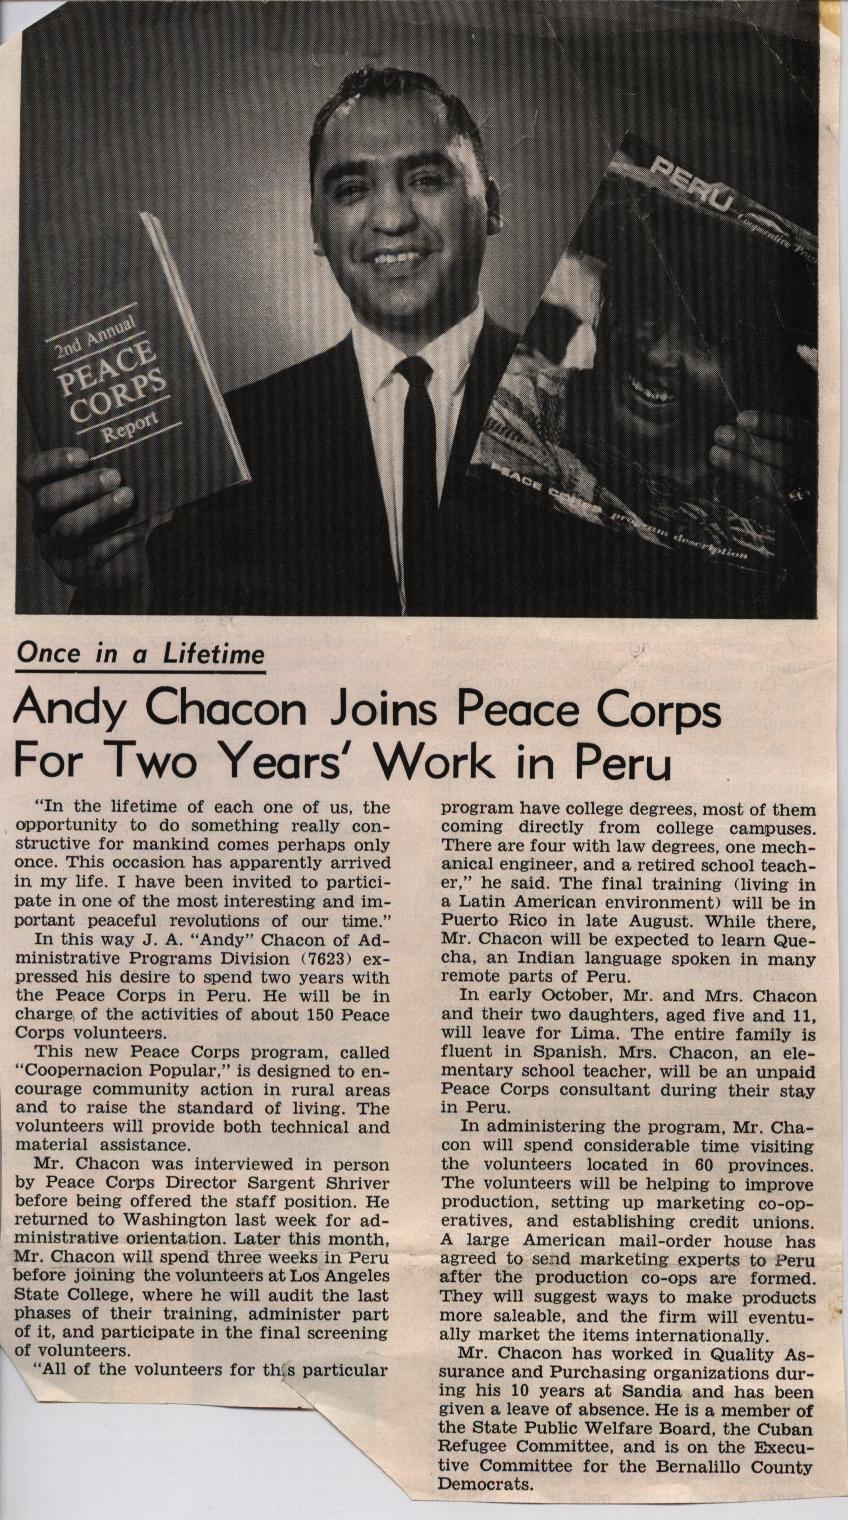 2nd Annual
PEACE
CORPS
Report
PERU
Cooperative
PEACE CORPS program description
Once in a Lifetime
Andy Chacon Joins Peace Corps
For Two Years' Work in Peru
"In the lifetime of each one of us, the
opportunity to do something really con-
structive for mankind comes perhaps only
once. This occasion has apparently arrived
in my life. I have been invited to partici-
pate in one of the most interesting and im-
portant peaceful revolutions of our time."
In this way J. A. "Andy" Chacon of Ad-
ministrative Programs Division (7623) ex-
pressed his desire to spend two years with
the Peace Corps in Peru. He will be in
charge of the activities of about 150 Peace
Corps volunteers.
This new Peace Corps program, called
"Coopernacion Popular," is designed to en-
courage community action in rural areas
and to raise the standard of living. The
volunteers will provide both technical and
material assistance.
Mr. Chacon was interviewed in person
by Peace Corps Director Sargent Shriver
before being offered the staff position. He
returned to Washington last week for ad-
ministrative orientation. Later this month,
Mr. Chacon will spend three weeks in Peru
before joining the volunteers at Los Angeles
State College, where he will audit the last
phases of their training, administer part
of it, and participate in the final screening
of volunteers.
"All of the volunteers for this particular
program have college degrees, most of them
coming directly from college campuses.
There are four with law degrees, one mech-
anical engineer, and a retired school teach-
er," he said. The final training (living in
a Latin American environment) will be in
Puerto Rico in late August. While there,
Mr. Chacon will be expected to learn Que-
cha, an Indian language spoken in many
remote parts of Peru.
In early October, Mr. and Mrs. Chacon
and their two daughters, aged five and 11,
will leave for Lima. The entire family is
fluent in Spanish. Mrs. Chacon, an ele-
mentary school teacher, will be an unpaid
Peace Corps consultant during their stay
in Peru.
In administering the program, Mr. Cha-
con will spend considerable time visiting
the volunteers located in 60 provinces.
The volunteers will be helping to improve
production, setting up marketing co-op-
eratives, and establishing credit unions.
A large American mail-order house has
agreed to send marketing experts to Peru
after the production co-ops are formed.
They will suggest ways to make products
more saleable, and the firm will eventu-
ally market the items internationally.
Mr. Chacon has worked in Quality As-
surance and Purchasing organizations dur-
ing his 10 years at Sandia and has been
given a leave of absence. He is a member of
the State Public Welfare Board, the Cuban
Refugee Committee, and is on the Execu-
tive Committee for the Bernalillo County
Democrats.